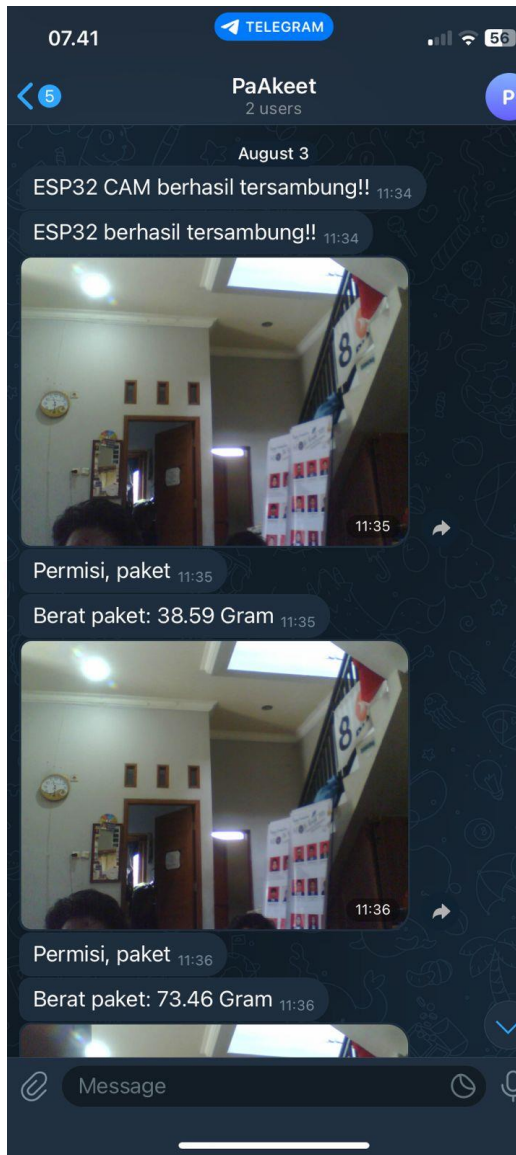 07.41
TELEGRAM
56
5
PaAkeet
2 users
P
August 3
ESP32 CAM berhasil tersambung!! 11:34
ESP32 berhasil tersambung!! 11:34
8
11:35
Permisi, paket 11:35
Berat paket: 38.59 Gram 11:35
8
11:36
Permisi, paket 11:36
Berat paket: 73.46 Gram 11:36
Message